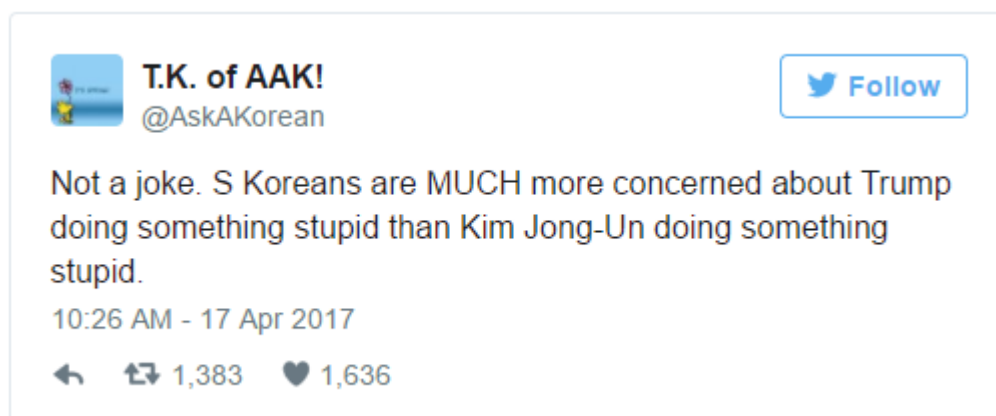 T.K. of AAK!
Follow
@AskAKorean
Not a joke. S Koreans are MUCH more concerned about Trump
doing something stupid than Kim Jong-Un doing something
stupid.
10:26 AM - 17 Apr 2017
1,383 1,636